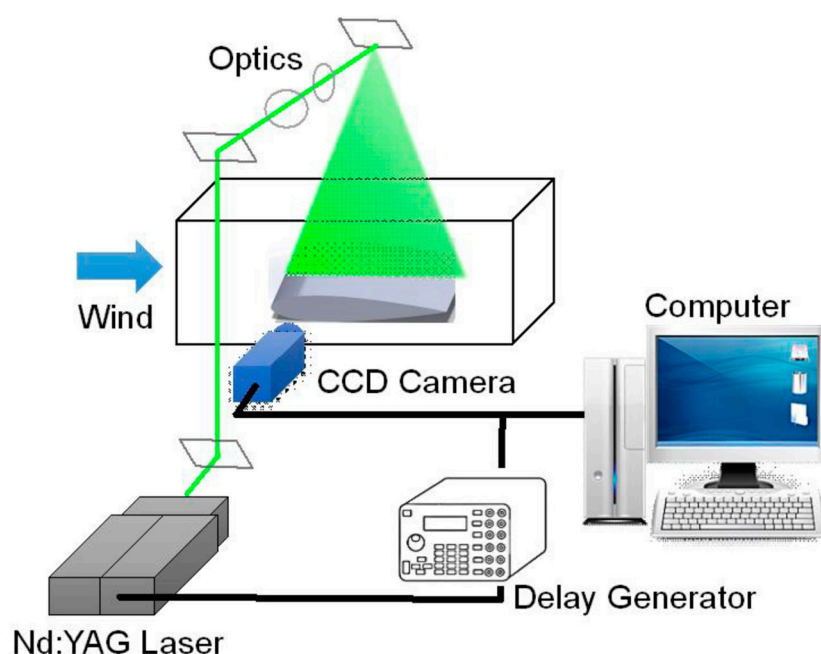 Optics
Wind
Computer
CCD Camera
Delay Generator
Nd:YAG Laser